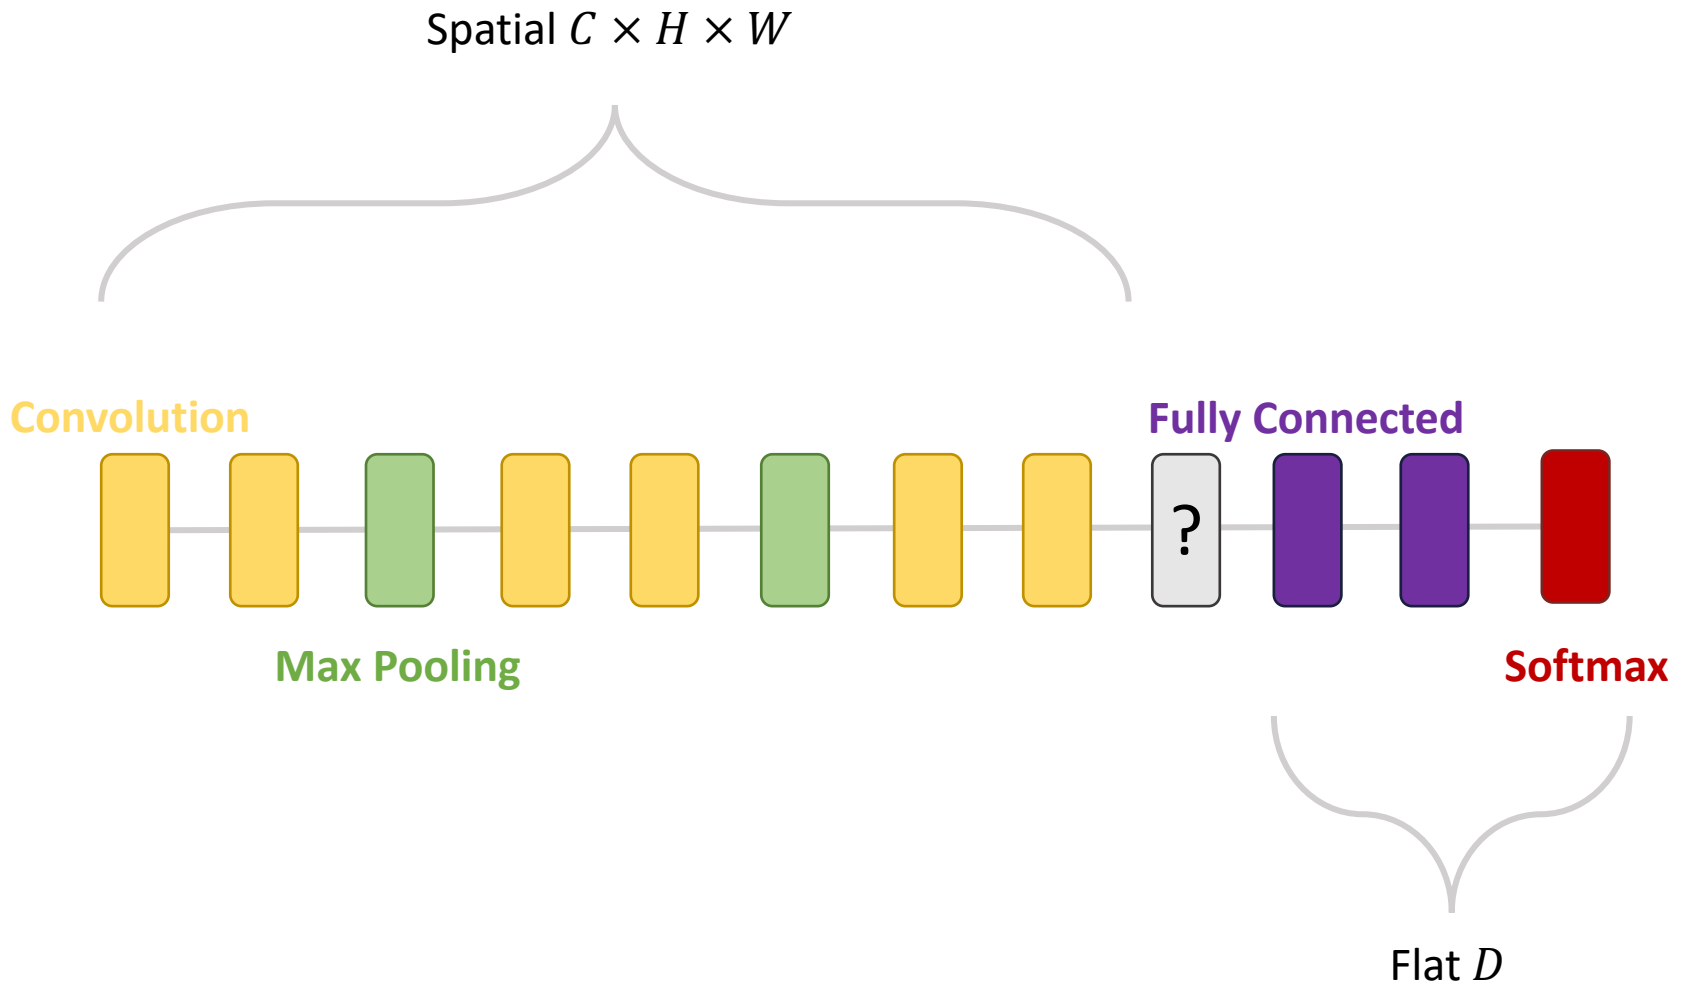 Spatial C × H × W
Convolution
Fully Connected
?
Max Pooling
Softmax
Flat D